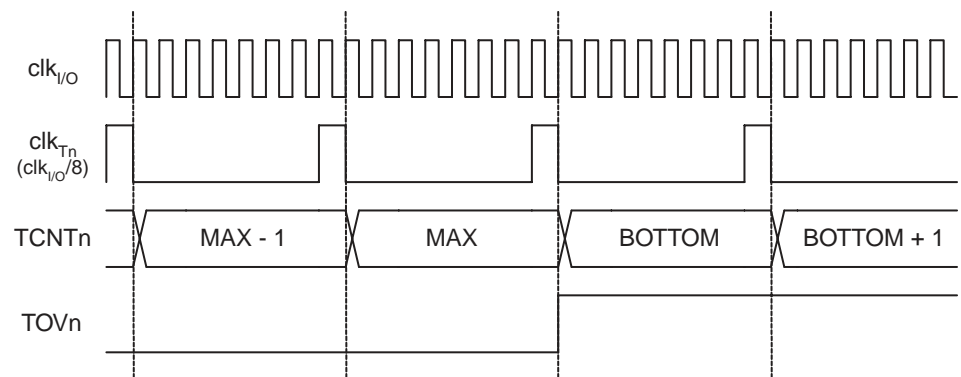 clkI/O
clkTn
(clkI/O/8)
TCNTn MAX - 1 MAX BOTTOM BOTTOM + 1
TOVn